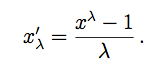 x′_λ = (x^λ − 1) / λ .